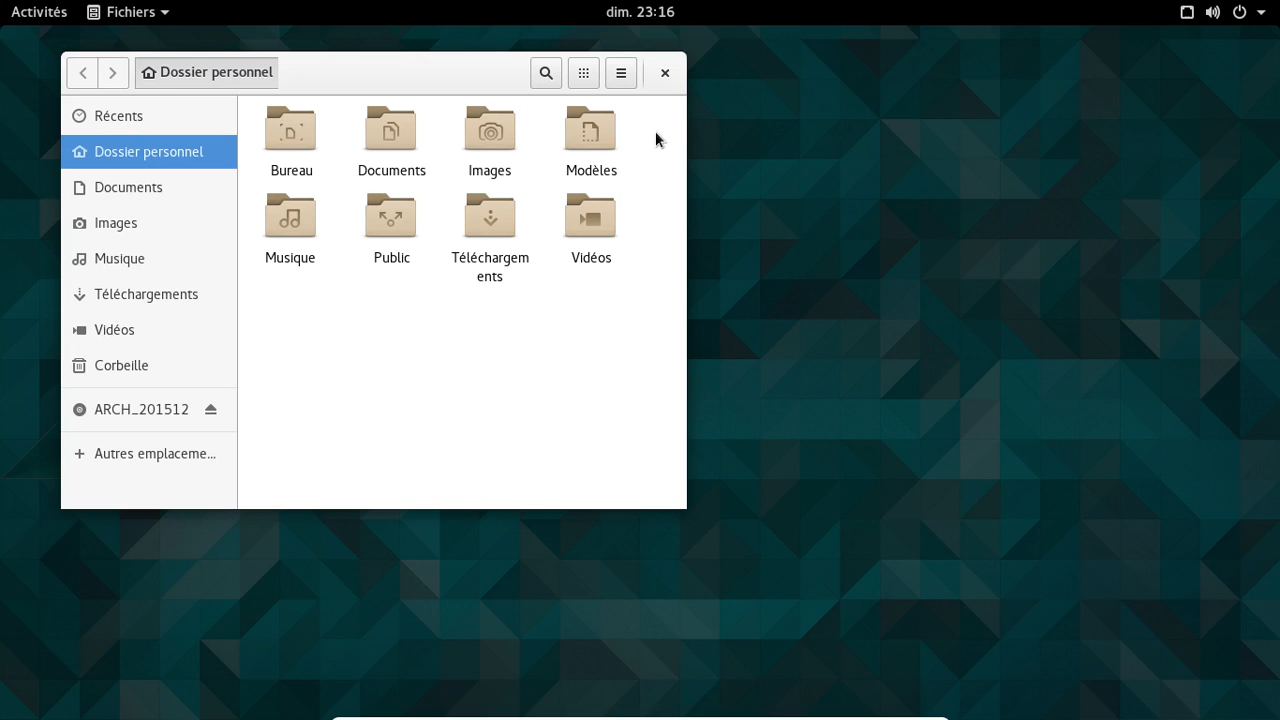 Activités Fichiers dim. 23:16
Dossier personnel
Récents
Dossier personnel
Documents
Images
Musique
Téléchargements
Vidéos
Corbeille
ARCH_201512
Autres emplaceme...
Bureau Documents Images Modèles
Musique Public Téléchargem Vidéos
ents